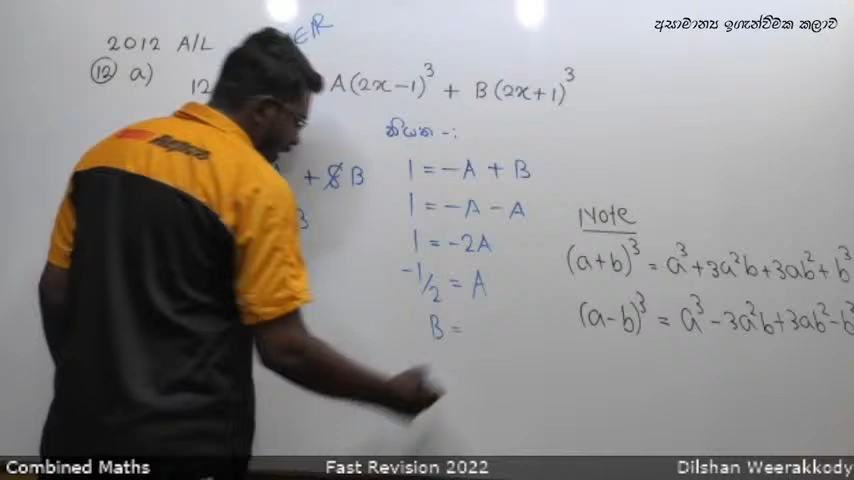 අසාමාන්‍ය ඉගැන්වීමක කලාව
2012 A/L ∈ℝ
⑫ a) 12 A(2x-1)³ + B(2x+1)³
නියත -:
+ 8 B 1 = -A + B
1 = -A - A
1 = -2A
-1/2 = A
B =
Note
(a+b)³ = a³+3a²b+3ab²+b³
(a-b)³ = a³-3a²b+3ab²-b³
Combined Maths Fast Revision 2022 Dilshan Weerakkody